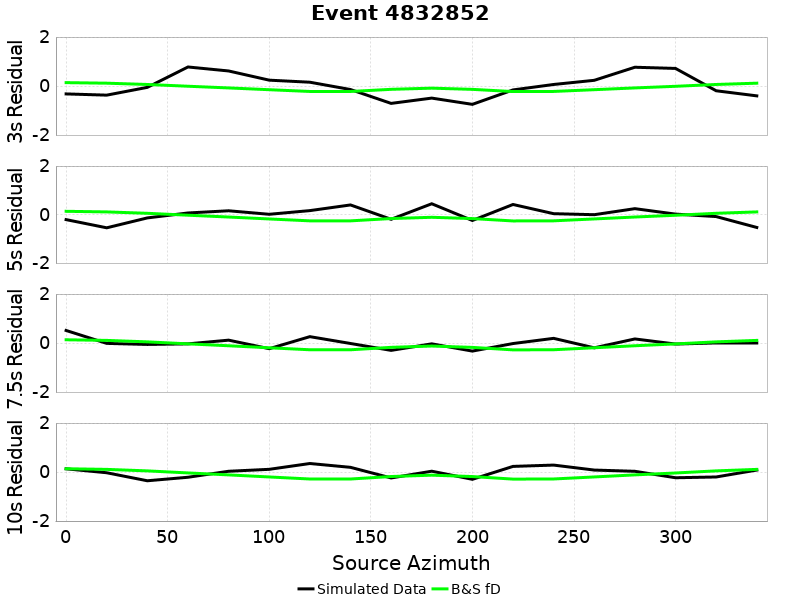 Event 4832852
3s Residual
2
0
-2
5s Residual
2
0
-2
7.5s Residual
2
0
-2
10s Residual
2
0
-2
0 50 100 150 200 250 300
Source Azimuth
Simulated Data B&S fD